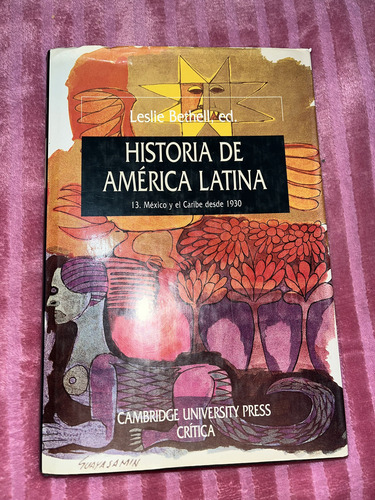 Leslie Bethell, ed.
HISTORIA DE
AMÉRICA LATINA
13. México y el Caribe desde 1930
CAMBRIDGE UNIVERSITY PRESS
CRÍTICA
GUAYASAMIN